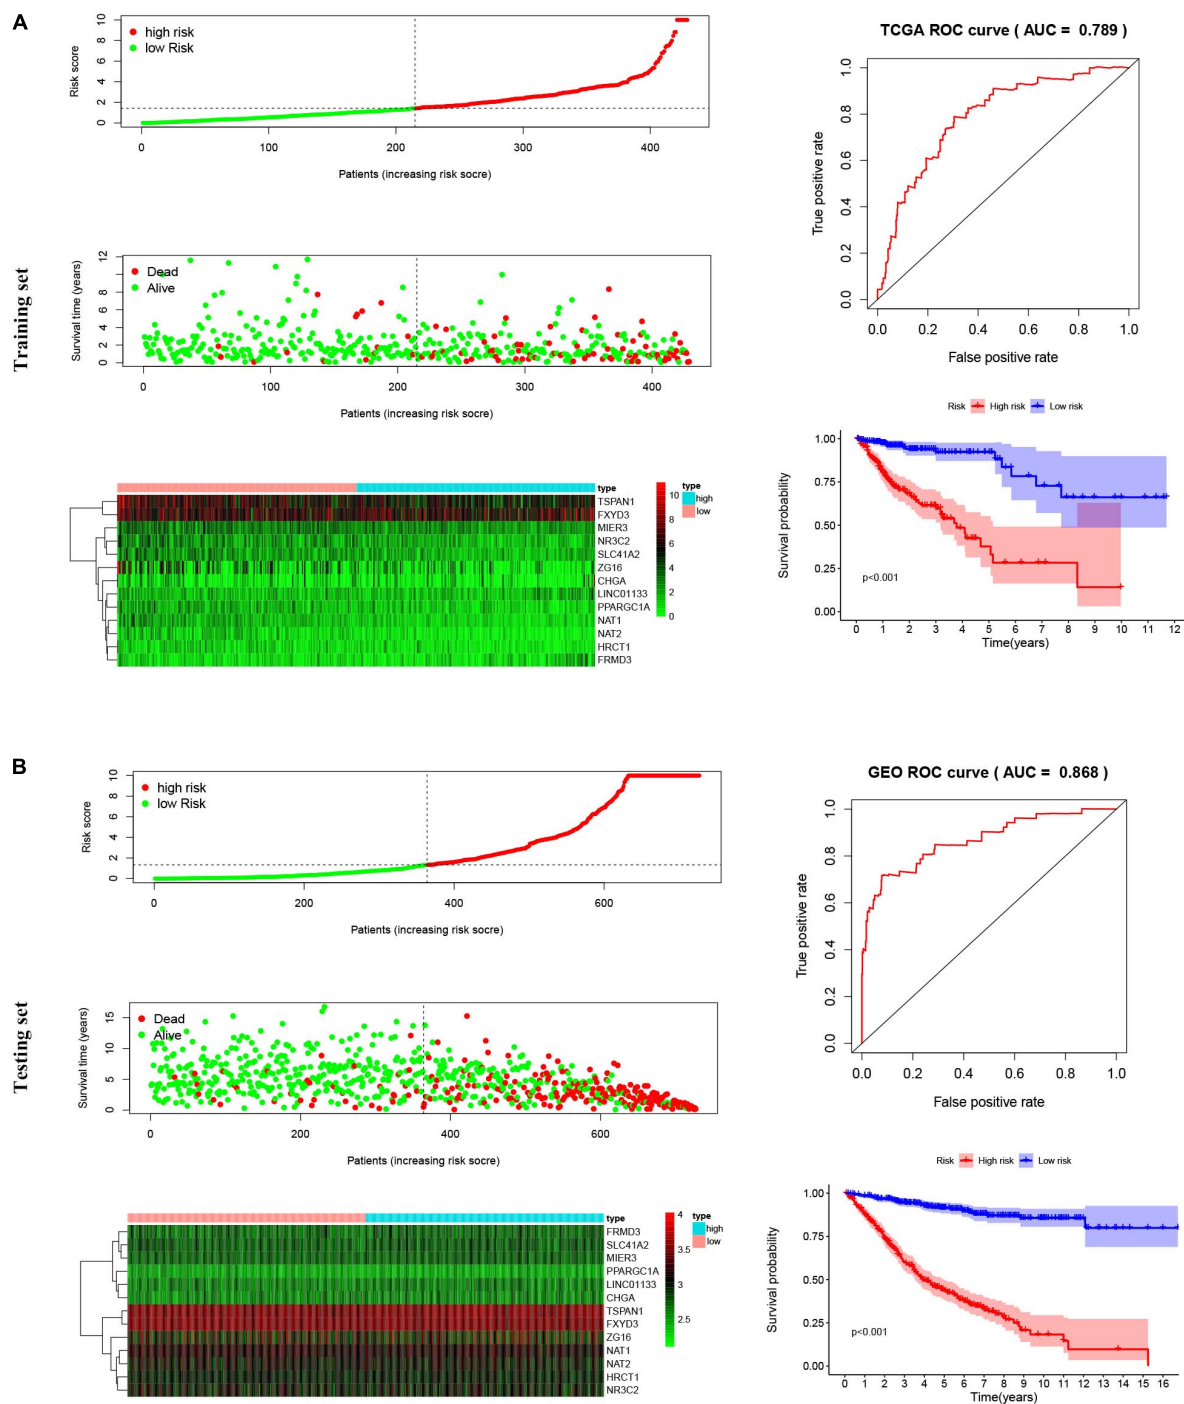 A
high risk
low Risk
Risk score
0 2 4 6 8 10
0 100 200 300 400
Patients (increasing risk socre)
TCGA ROC curve ( AUC = 0.789 )
True positive rate
0.0 0.2 0.4 0.6 0.8 1.0
0.0 0.2 0.4 0.6 0.8 1.0
False positive rate
Training set
Dead
Alive
Survival time (years)
0 2 4 6 8 10 12
0 100 200 300 400
Patients (increasing risk socre)
type
TSPAN1
FXYD3
MIER3
NR3C2
SLC41A2
ZG16
CHGA
LINC01133
PPARGC1A
NAT1
NAT2
HRCT1
FRMD3
10
8
6
4
2
0
type
high
low
Risk High risk Low risk
Survival probability
1.00
0.75
0.50
0.25
0.00
p<0.001
0 1 2 3 4 5 6 7 8 9 10 11 12
Time(years)
B
high risk
low Risk
Risk score
0 2 4 6 8 10
0 200 400 600
Patients (increasing risk socre)
GEO ROC curve ( AUC = 0.868 )
True positive rate
0.0 0.2 0.4 0.6 0.8 1.0
0.0 0.2 0.4 0.6 0.8 1.0
False positive rate
Testing set
Dead
Alive
Survival time (years)
0 5 10 15
0 200 400 600
Patients (increasing risk socre)
type
FRMD3
SLC41A2
MIER3
PPARGC1A
LINC01133
CHGA
TSPAN1
FXYD3
ZG16
NAT1
NAT2
HRCT1
NR3C2
4
3.5
3
2.5
type
high
low
Risk High risk Low risk
Survival probability
1.00
0.75
0.50
0.25
0.00
p<0.001
0 1 2 3 4 5 6 7 8 9 10 11 12 13 14 15 16
Time(years)